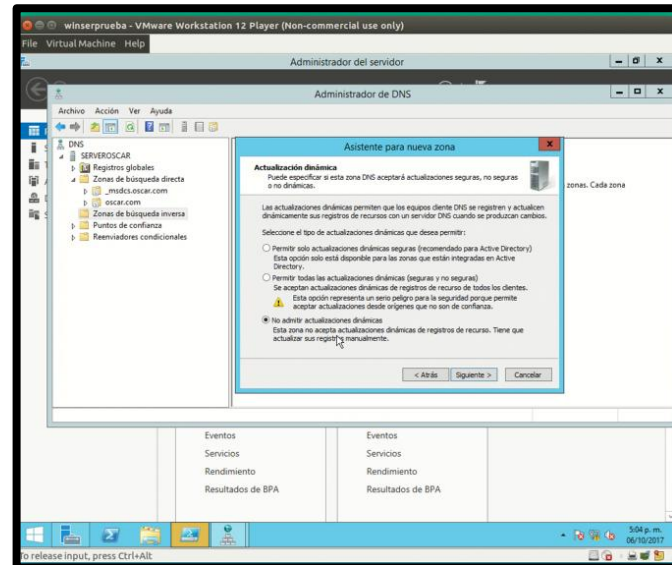 winserprueba - VMware Workstation 12 Player (Non-commercial use only)
File Virtual Machine Help
Administrador del servidor
Administrador de DNS
Archivo Acción Ver Ayuda
DNS
SERVEROSCAR
Registros globales
Zonas de búsqueda directa
_msdcs.oscar.com
oscar.com
Zonas de búsqueda inversa
Puntos de confianza
Reenviadores condicionales
zonas. Cada zona
Asistente para nueva zona
Actualización dinámica
Puede especificar si esta zona DNS aceptará actualizaciones seguras, no seguras
o no dinámicas.
Las actualizaciones dinámicas permiten que los equipos cliente DNS se registren y actualicen
dinámicamente sus registros de recursos con un servidor DNS cuando se produzcan cambios.
Seleccione el tipo de actualizaciones dinámicas que desea permitir:
Permitir solo actualizaciones dinámicas seguras (recomendado para Active Directory)
Esta opción solo está disponible para las zonas que están integradas en Active
Directory.
Permitir todas las actualizaciones dinámicas (seguras y no seguras)
Se aceptan actualizaciones dinámicas de registros de recurso de todos los clientes.
Esta opción representa un serio peligro para la seguridad porque permite
aceptar actualizaciones desde orígenes que no son de confianza.
No admitir actualizaciones dinámicas
Esta zona no acepta actualizaciones dinámicas de registros de recurso. Tiene que
actualizar sus registros manualmente.
< Atrás Siguiente > Cancelar
Eventos Eventos
Servicios Servicios
Rendimiento Rendimiento
Resultados de BPA Resultados de BPA
5:04 p. m.
06/10/2017
To release input, press Ctrl+Alt